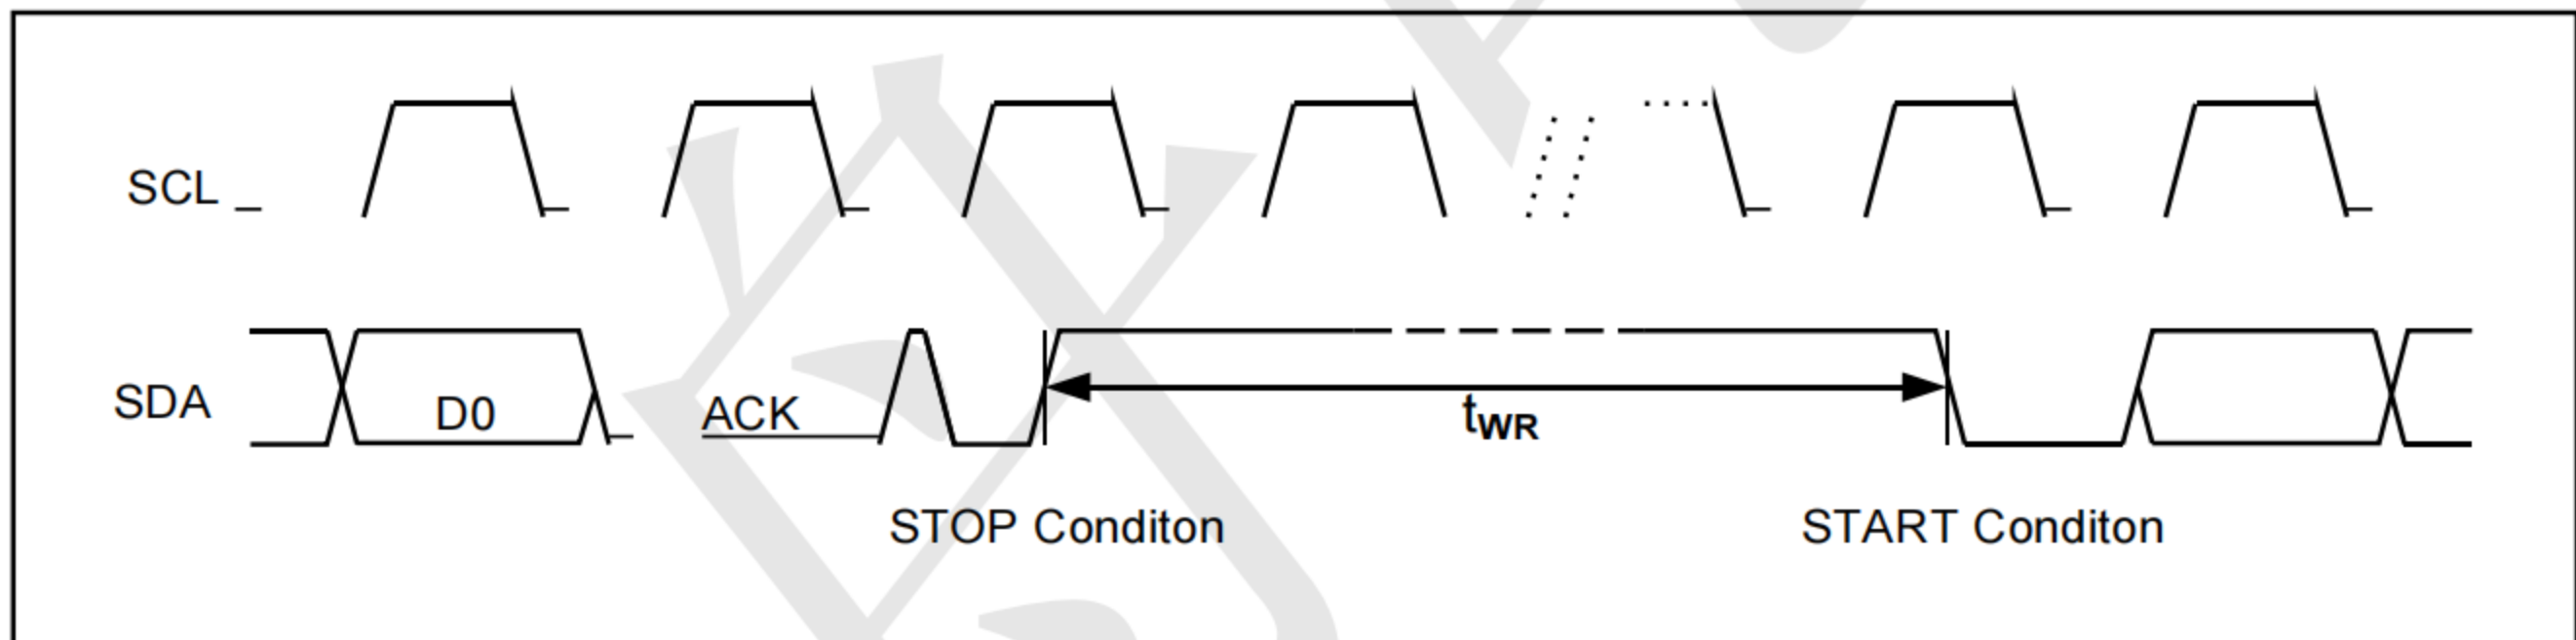 SCL
SDA
D0
ACK
tWR
STOP Conditon
START Conditon